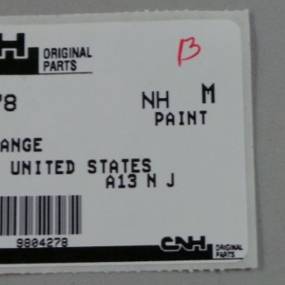 CNH ORIGINAL
PARTS
B
78
NH M
PAINT
ANGE
UNITED STATES
A13 N J
9804278
CNH ORIGINAL
PARTS